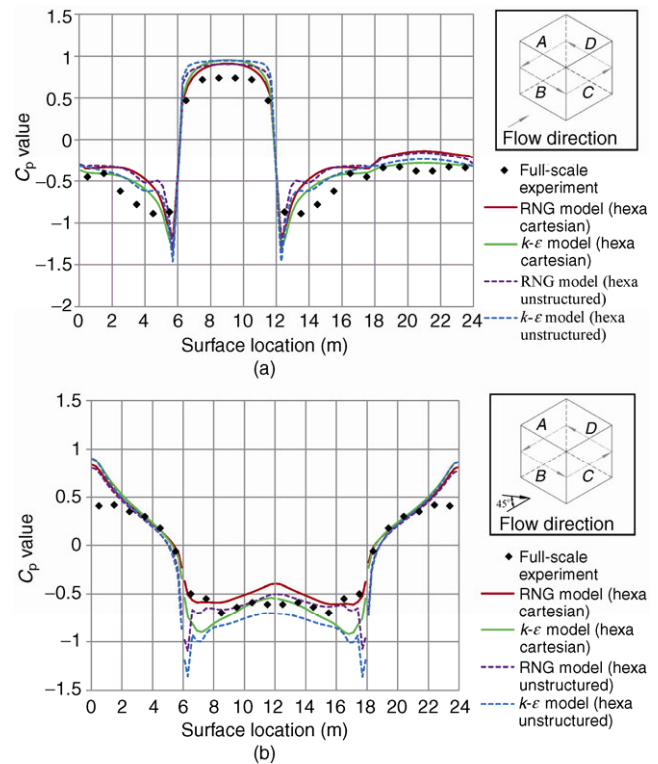 1.5
1
0.5
0
−0.5
−1
−1.5
−2
C_p value
0 2 4 6 8 10 12 14 16 18 20 22 24
Surface location (m)
(a)
A
D
B
C
Flow direction
Full-scale
experiment
RNG model (hexa
cartesian)
k-ε model (hexa
cartesian)
RNG model (hexa
unstructured)
k-ε model (hexa
unstructured)
1.5
1
0.5
0
−0.5
−1
−1.5
C_p value
0 2 4 6 8 10 12 14 16 18 20 22 24
Surface location (m)
(b)
A
D
B
C
45°
Flow direction
Full-scale
experiment
RNG model (hexa
cartesian)
k-ε model (hexa
cartesian)
RNG model (hexa
unstructured)
k-ε model (hexa
unstructured)